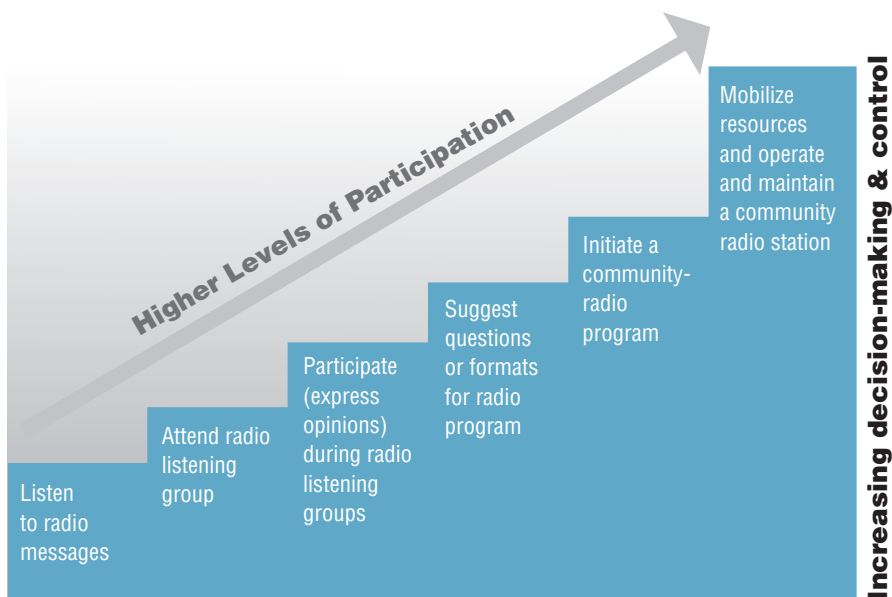 Higher Levels of Participation
Listen
to radio
messages
Attend radio
listening
group
Participate
(express
opinions)
during radio
listening
groups
Suggest
questions
or formats
for radio
program
Initiate a
community-
radio
program
Mobilize
resources
and operate
and maintain
a community
radio station
Increasing decision-making & control